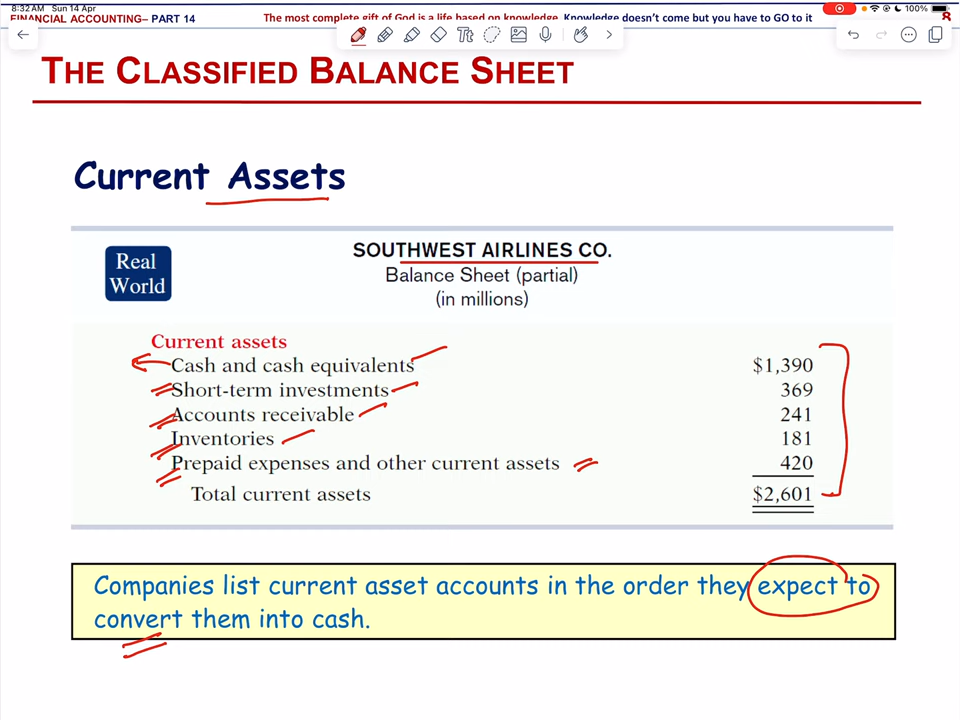 8:32 AM Sun 14 Apr
100%
FINANCIAL ACCOUNTING– PART 14
The most complete gift of God is a life based on knowledge. Knowledge doesn't come but you have to GO to it
8
Tt
THE CLASSIFIED BALANCE SHEET
Current Assets
Real
World
SOUTHWEST AIRLINES CO.
Balance Sheet (partial)
(in millions)
Current assets
Cash and cash equivalents $1,390
Short-term investments 369
Accounts receivable 241
Inventories 181
Prepaid expenses and other current assets 420
Total current assets $2,601
Companies list current asset accounts in the order they expect to
convert them into cash.